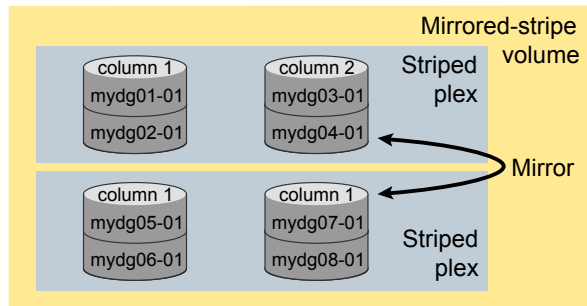 Mirrored-stripe
volume
column 1
column 2
Striped
plex
mydg01-01
mydg03-01
mydg02-01
mydg04-01
Mirror
column 1
column 1
mydg05-01
mydg07-01
Striped
plex
mydg06-01
mydg08-01